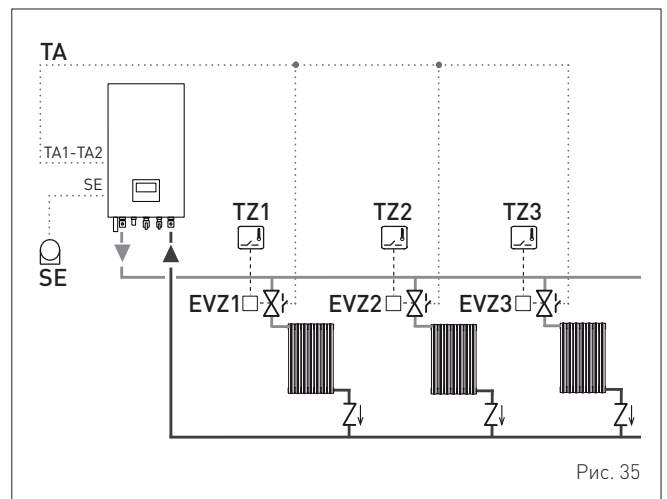 TA
TA1-TA2
SE
SE
TZ1 TZ2 TZ3
EVZ1 EVZ2 EVZ3
Рис. 35